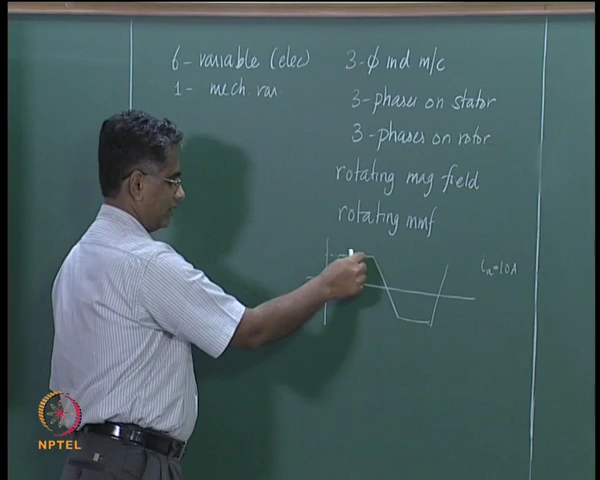 6 - variable (elec)
1 - mech var.
3-ϕ ind m/c
3-phases on stator
3-phases on rotor
rotating mag field
rotating mmf
iₐ=10A
NPTEL